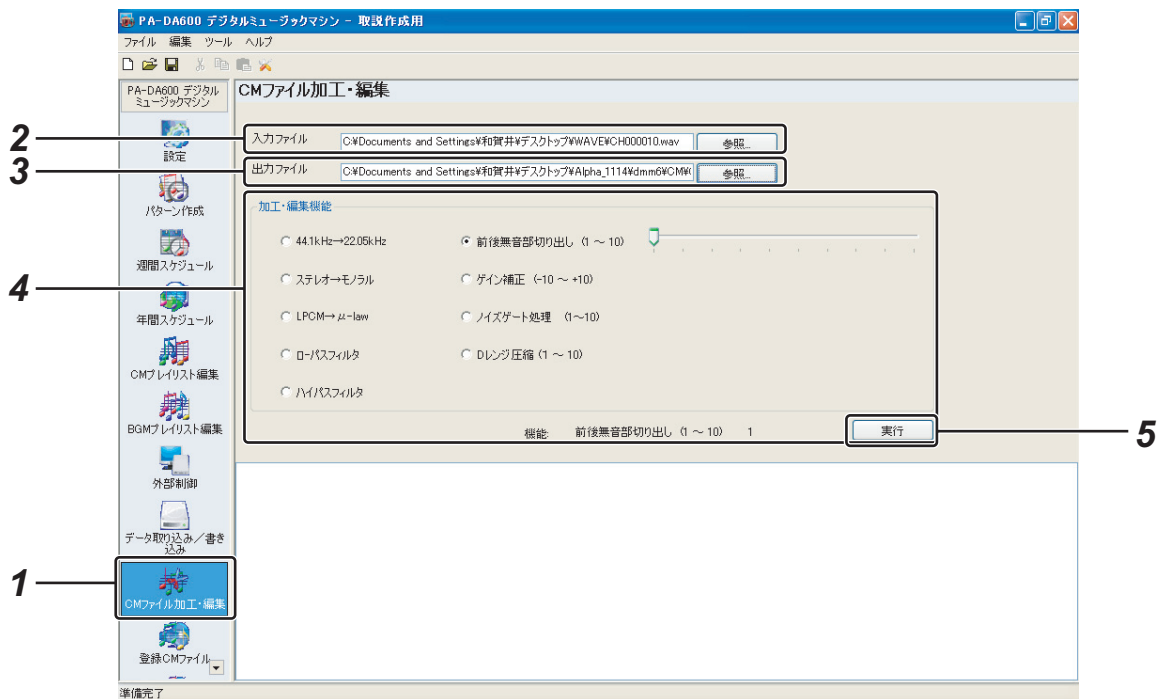 PA-DA600 デジタルミュージックマシン - 取説作成用
ファイル 編集 ツール ヘルプ
PA-DA600 デジタル
ミュージックマシン
CMファイル加工・編集
2
入力ファイル
C:¥Documents and Settings¥和賀井¥デスクトップ¥WAVE¥CH000010.wav
参照...
3
出力ファイル
C:¥Documents and Settings¥和賀井¥デスクトップ¥Alpha_1114¥dmm6¥CM¥(
参照...
設定
パターン作成
週間スケジュール
年間スケジュール
CMプレイリスト編集
BGMプレイリスト編集
外部制御
データ取り込み/書き
込み
1
CMファイル加工・編集
登録CMファイル
4
加工・編集機能
44.1kHz→22.05kHz
前後無音部切り出し (1 ～ 10)
ステレオ→モノラル
ゲイン補正 (-10 ～ +10)
LPCM→μ-law
ノイズゲート処理 (1～10)
ローパスフィルタ
Dレンジ圧縮 (1 ～ 10)
ハイパスフィルタ
機能: 前後無音部切り出し (1 ～ 10) 1
実行
5
準備完了